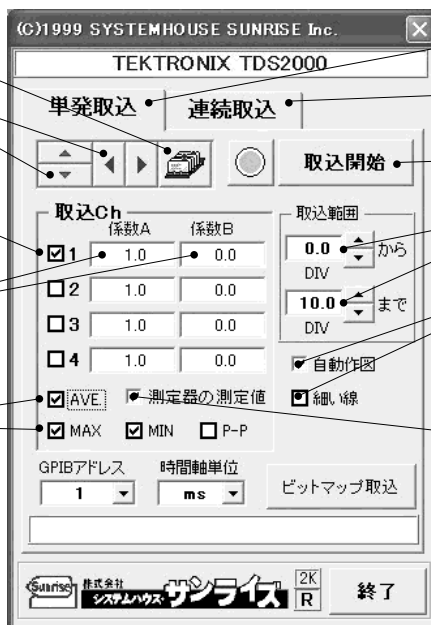 (C)1999 SYSTEMHOUSE SUNRISE Inc.
TEKTRONIX TDS2000
単発取込 連続取込
取込開始
取込Ch
係数A 係数B
1 1.0 0.0
2 1.0 0.0
3 1.0 0.0
4 1.0 0.0
取込範囲
0.0 から
DIV
10.0 まで
DIV
自動作図
細い線
AVE. 測定器の測定値
MAX MIN P-P
GPIBアドレス 時間軸単位
1 ms
ビットマップ取込
Sunrise 株式会社 システムハウス・サンライズ
2K
R
終了